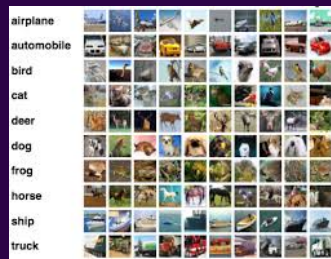 airplane
automobile
bird
cat
deer
dog
frog
horse
ship
truck